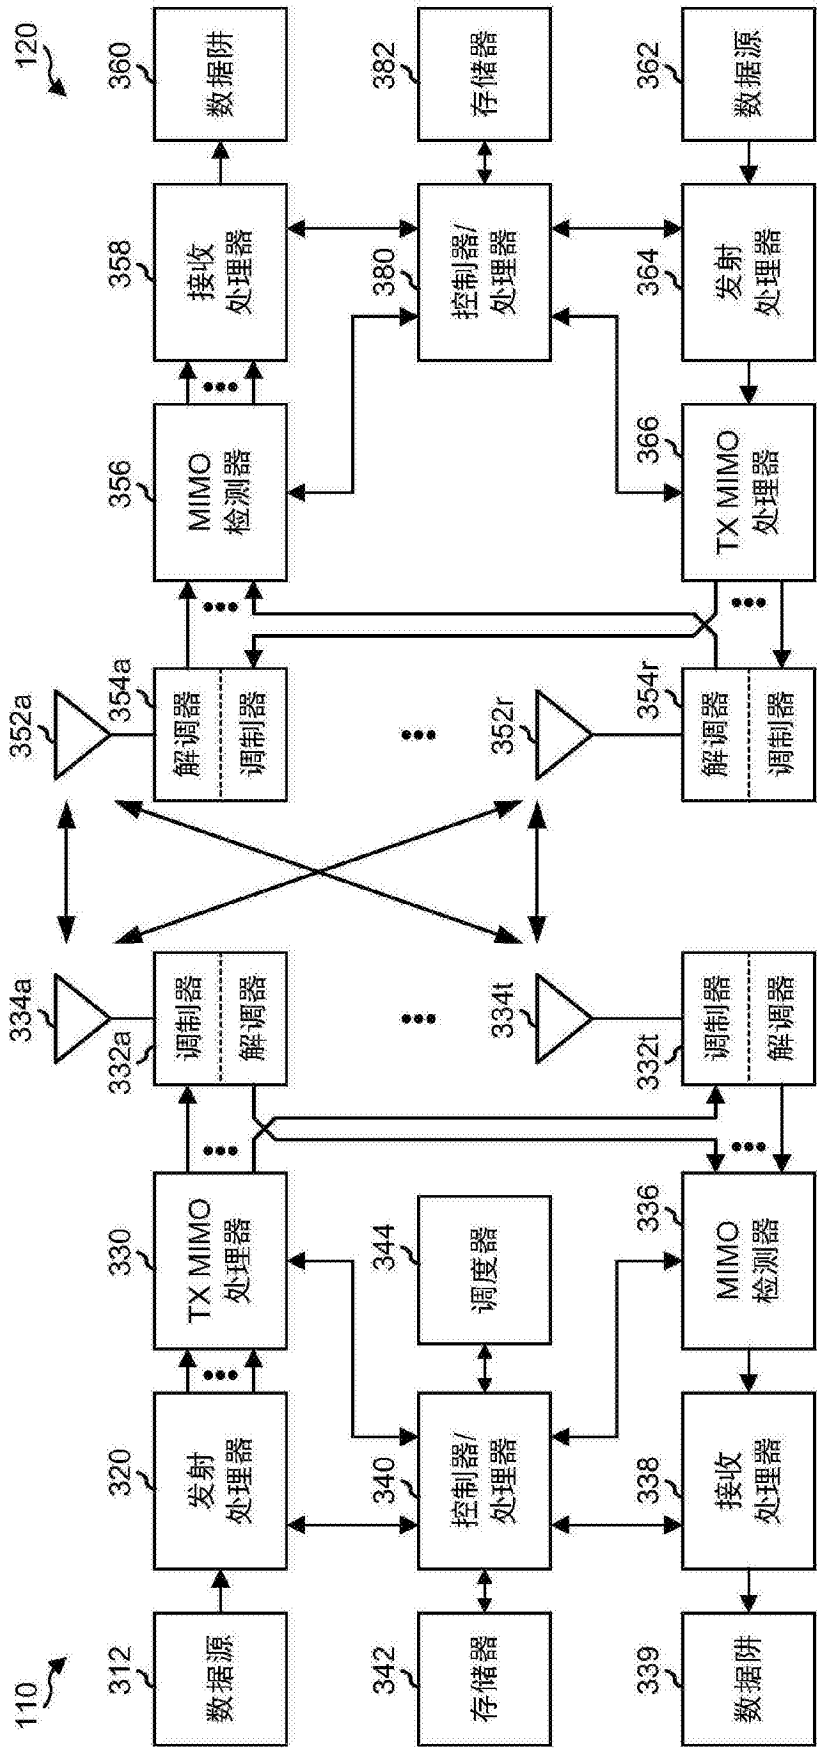 110
120
312
数据源
320
发射
处理器
330
TX MIMO
处理器
332a
调制器
解调器
334a
352a
354a
解调器
调制器
356
MIMO
检测器
358
接收
处理器
360
数据阱
342
存储器
340
控制器/
处理器
344
调度器
380
控制器/
处理器
382
存储器
339
数据阱
338
接收
处理器
336
MIMO
检测器
332t
调制器
解调器
334t
352r
354r
解调器
调制器
366
TX MIMO
处理器
364
发射
处理器
362
数据源